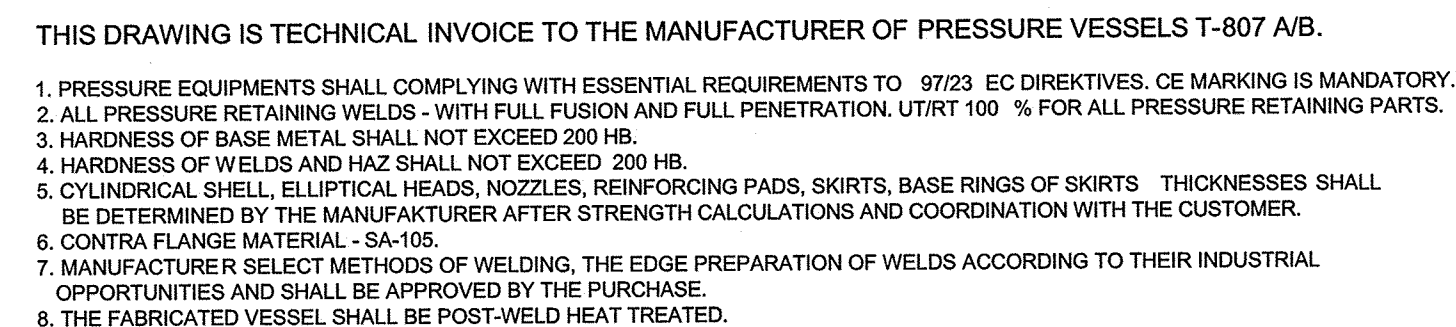 THIS DRAWING IS TECHNICAL INVOICE TO THE MANUFACTURER OF PRESSURE VESSELS T-807 A/B.
1. PRESSURE EQUIPMENTS SHALL COMPLYING WITH ESSENTIAL REQUIREMENTS TO 97/23 EC DIREKTIVES. CE MARKING IS MANDATORY.
2. ALL PRESSURE RETAINING WELDS - WITH FULL FUSION AND FULL PENETRATION. UT/RT 100 % FOR ALL PRESSURE RETAINING PARTS.
3. HARDNESS OF BASE METAL SHALL NOT EXCEED 200 HB.
4. HARDNESS OF WELDS AND HAZ SHALL NOT EXCEED 200 HB.
5. CYLINDRICAL SHELL, ELLIPTICAL HEADS, NOZZLES, REINFORCING PADS, SKIRTS, BASE RINGS OF SKIRTS THICKNESSES SHALL
BE DETERMINED BY THE MANUFAKTURER AFTER STRENGTH CALCULATIONS AND COORDINATION WITH THE CUSTOMER.
6. CONTRA FLANGE MATERIAL - SA-105.
7. MANUFACTURER SELECT METHODS OF WELDING, THE EDGE PREPARATION OF WELDS ACCORDING TO THEIR INDUSTRIAL
OPPORTUNITIES AND SHALL BE APPROVED BY THE PURCHASE.
8. THE FABRICATED VESSEL SHALL BE POST-WELD HEAT TREATED.